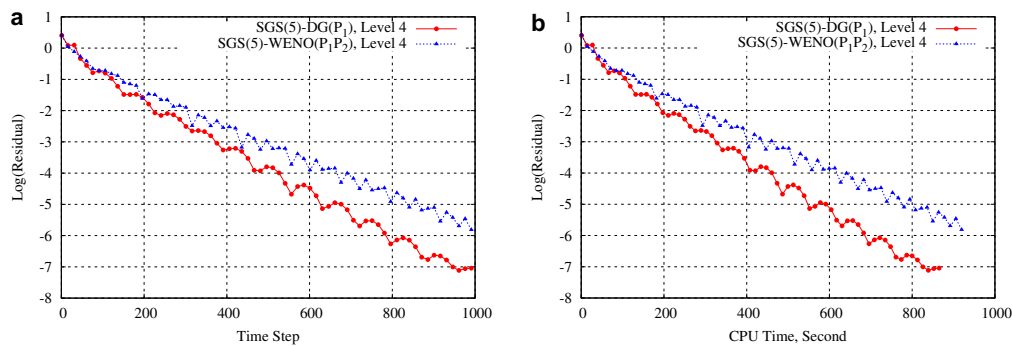 a
SGS(5)-DG(P1), Level 4
SGS(5)-WENO(P1P2), Level 4
1
0
-1
-2
-3
-4
-5
-6
-7
-8
Log(Residual)
0 200 400 600 800 1000
Time Step
b
SGS(5)-DG(P1), Level 4
SGS(5)-WENO(P1P2), Level 4
1
0
-1
-2
-3
-4
-5
-6
-7
-8
Log(Residual)
0 200 400 600 800 1000
CPU Time, Second